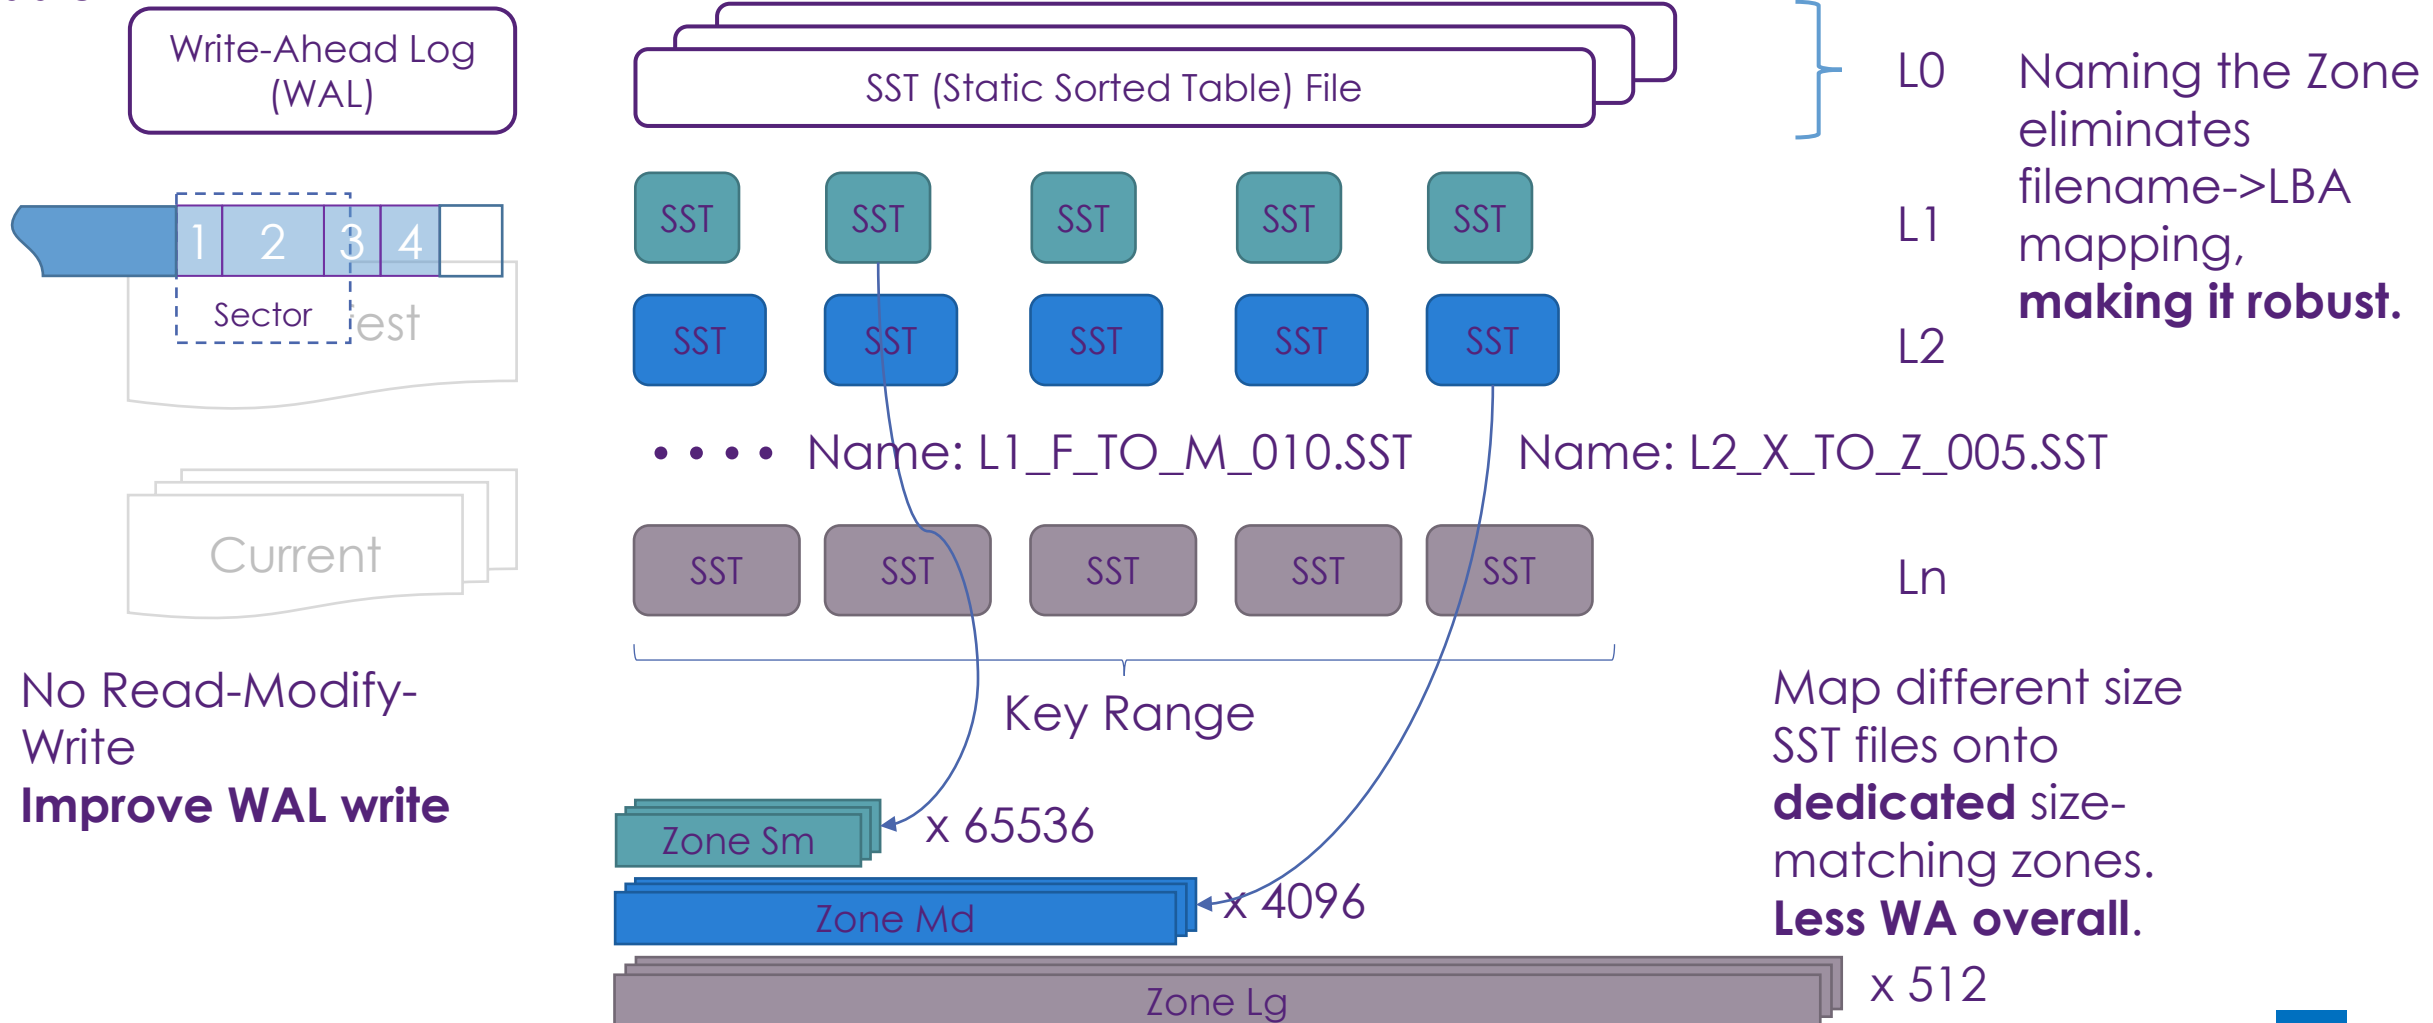 Write-Ahead Log
(WAL)
SST (Static Sorted Table) File
L0
Naming the Zone
eliminates
filename->LBA
mapping,
making it robust.
1 2 3 4
Sector
est
SST SST SST SST SST
L1
SST SST SST SST SST
L2
Name: L1_F_TO_M_010.SST
Name: L2_X_TO_Z_005.SST
Current
SST SST SST SST SST
Ln
Key Range
No Read-Modify-
Write
Improve WAL write
Map different size
SST files onto
dedicated size-
matching zones.
Less WA overall.
Zone Sm
x 65536
Zone Md
x 4096
Zone Lg
x 512